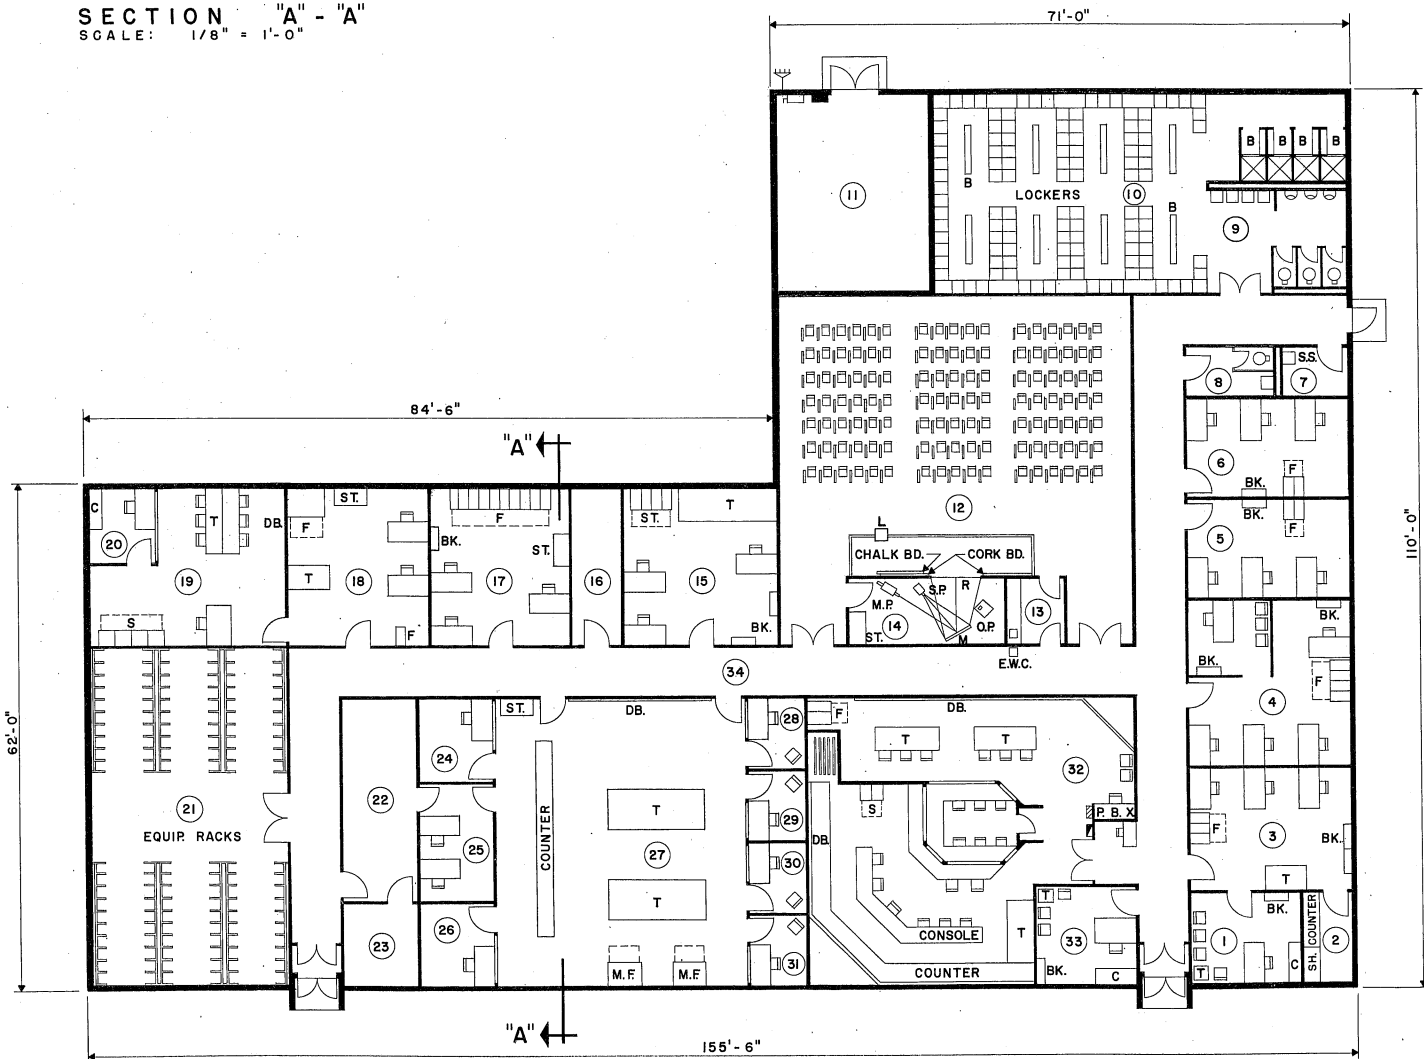 SECTION "A" - "A"
SCALE: 1/8" = 1'-0"
71'-0"
B B B B
11
B
LOCKERS
10
B
9
S.S.
8
7
84'-6"
"A"
110'-0"
62'-0"
6
F
BK.
BK.
F
5
12
L
CHALK BD.
CORK BD.
C
20
T
DB.
19
S
ST.
F
T
18
F
F
BK.
ST.
17
16
ST.
T
15
BK.
M.P.
S.P.
R
O.P.
M
ST.
14
13
E.W.C.
34
BK.
BK.
F
4
21
EQUIP. RACKS
22
23
24
25
26
ST.
DB.
COUNTER
T
27
T
M.F.
M.F.
28
29
30
31
F
DB.
T
T
32
P. B. X.
S
DB.
CONSOLE
COUNTER
T
T
33
BK.
C
3
F
BK.
T
BK.
1
T
C
SH. COUNTER
2
"A"
155'-6"